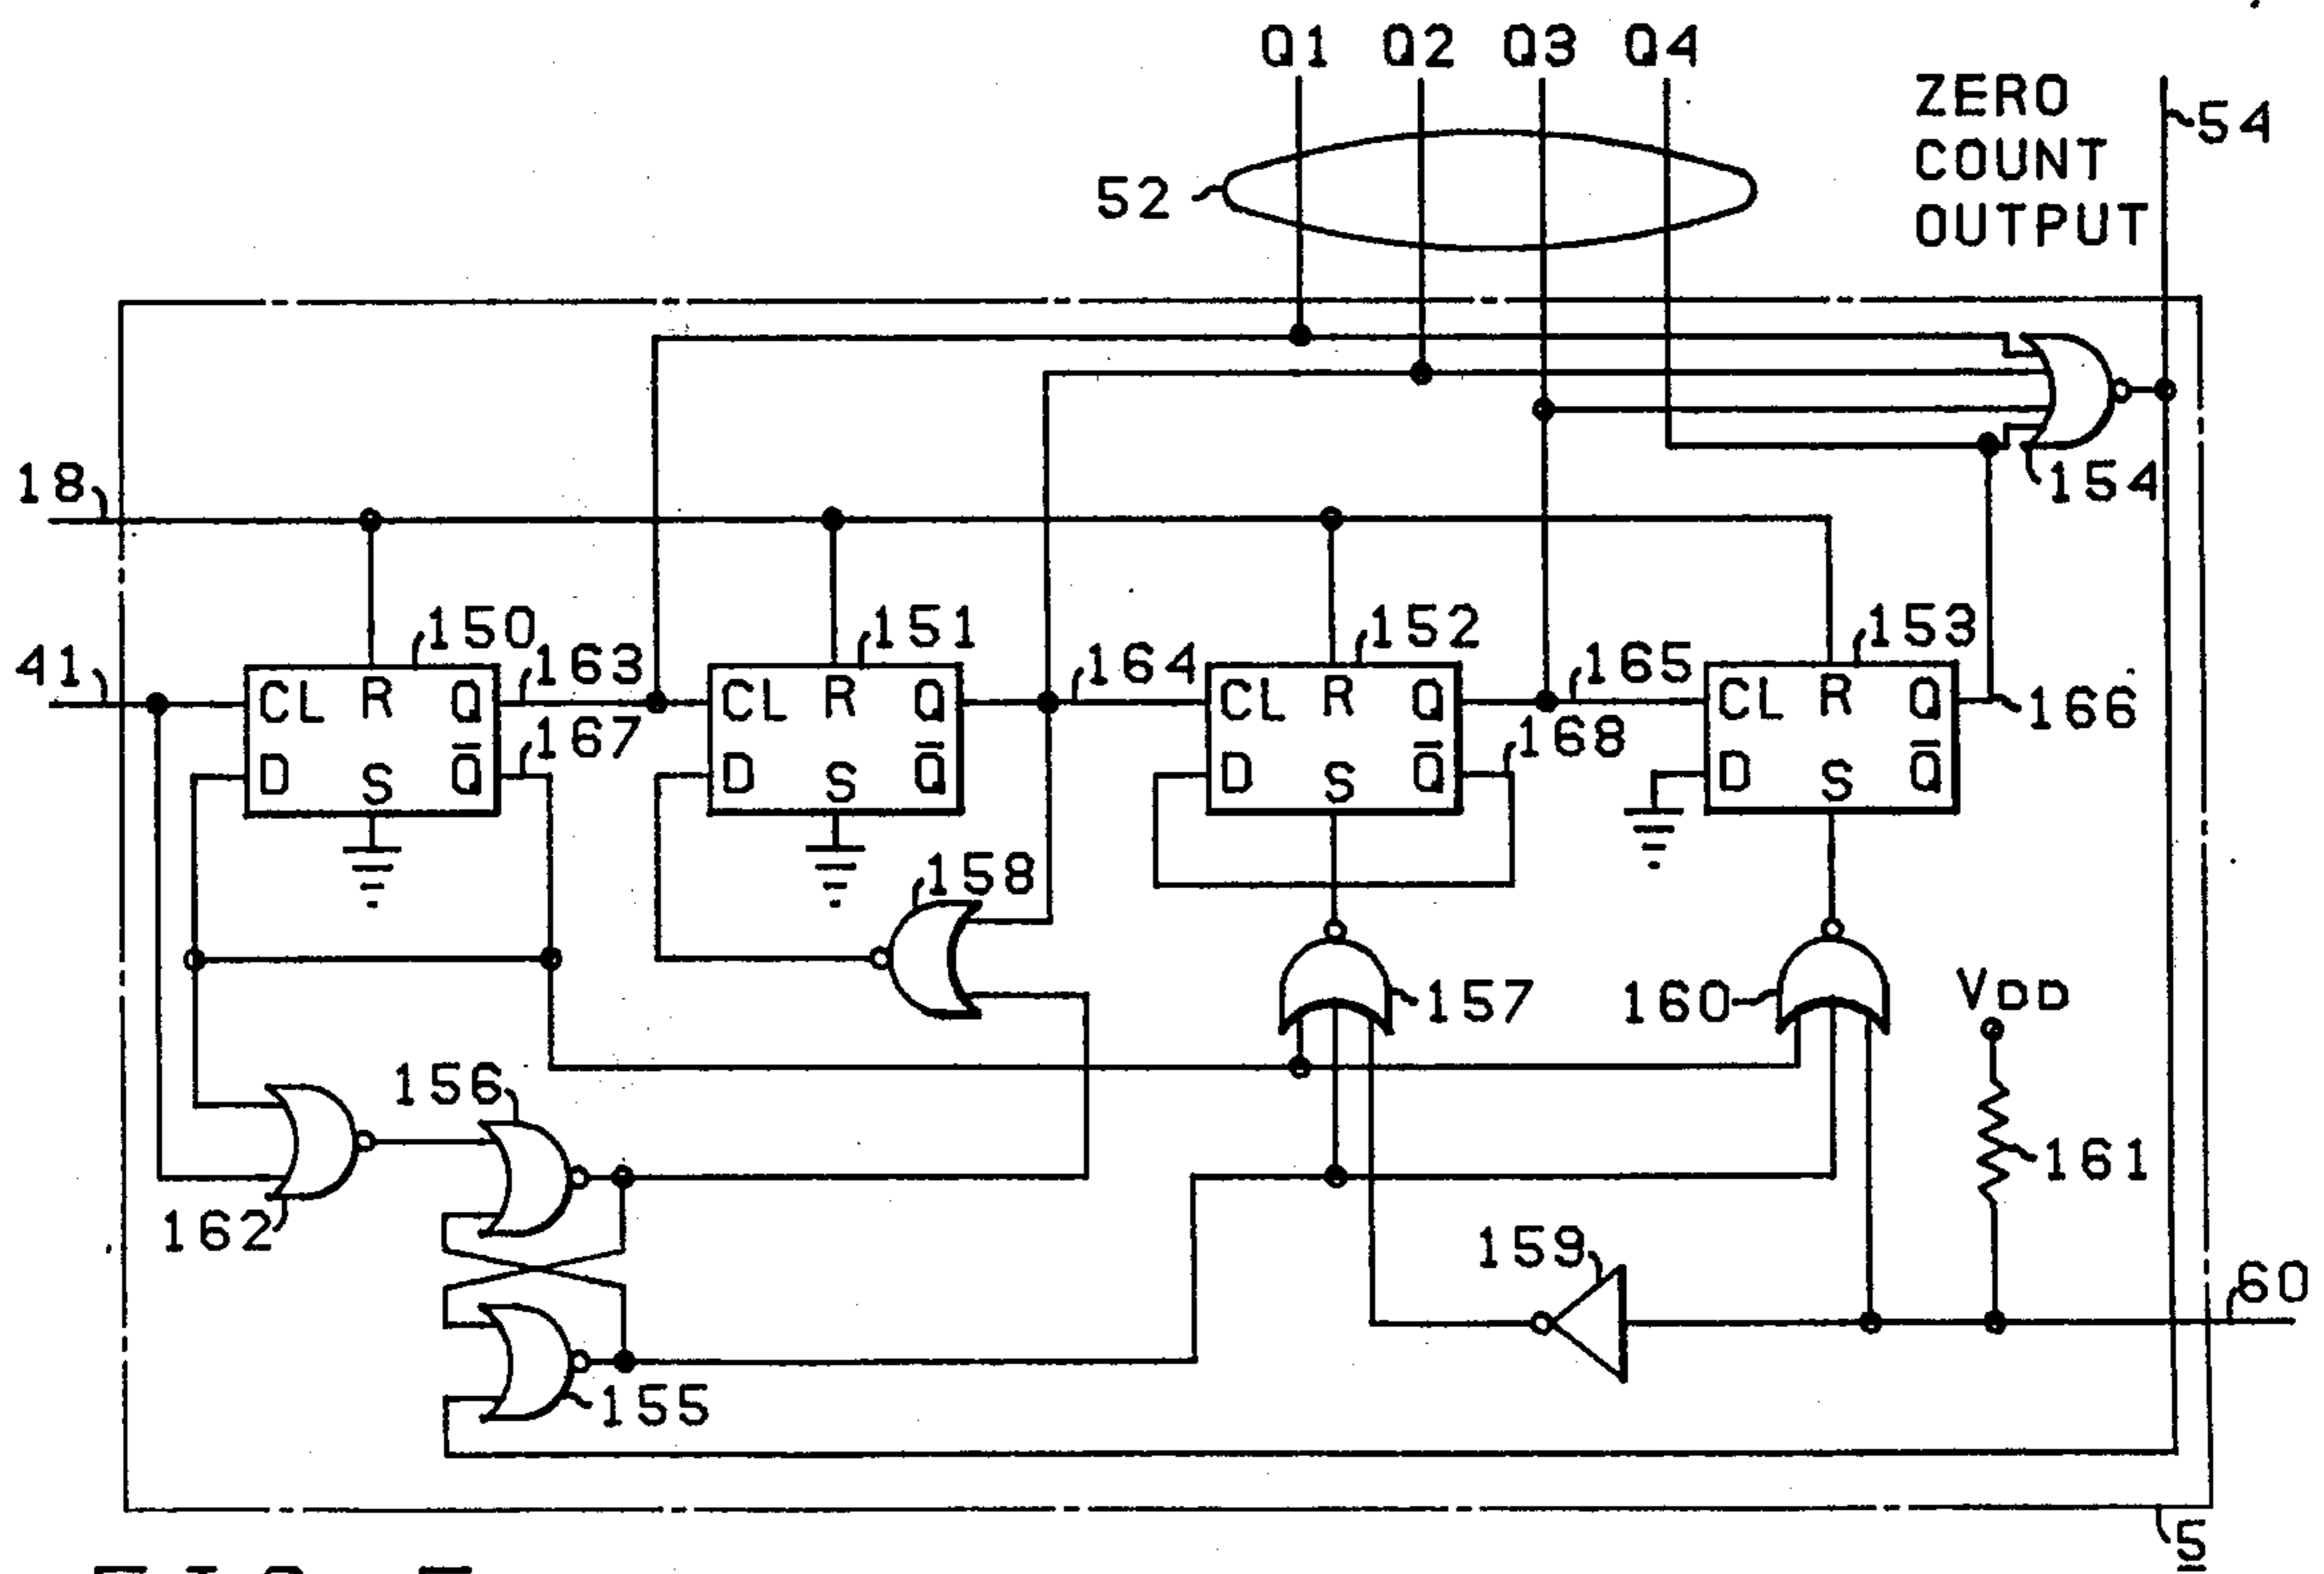 Q1 Q2 Q3 Q4
ZERO
COUNT
OUTPUT
54
52
18
154
41
150
163
167
151
164
152
165
168
153
166
CL R Q
D S Q̅
CL R Q
D S Q̅
CL R Q
D S Q̅
CL R Q
D S Q̅
158
157
160
VDD
156
162
161
159
60
155
5